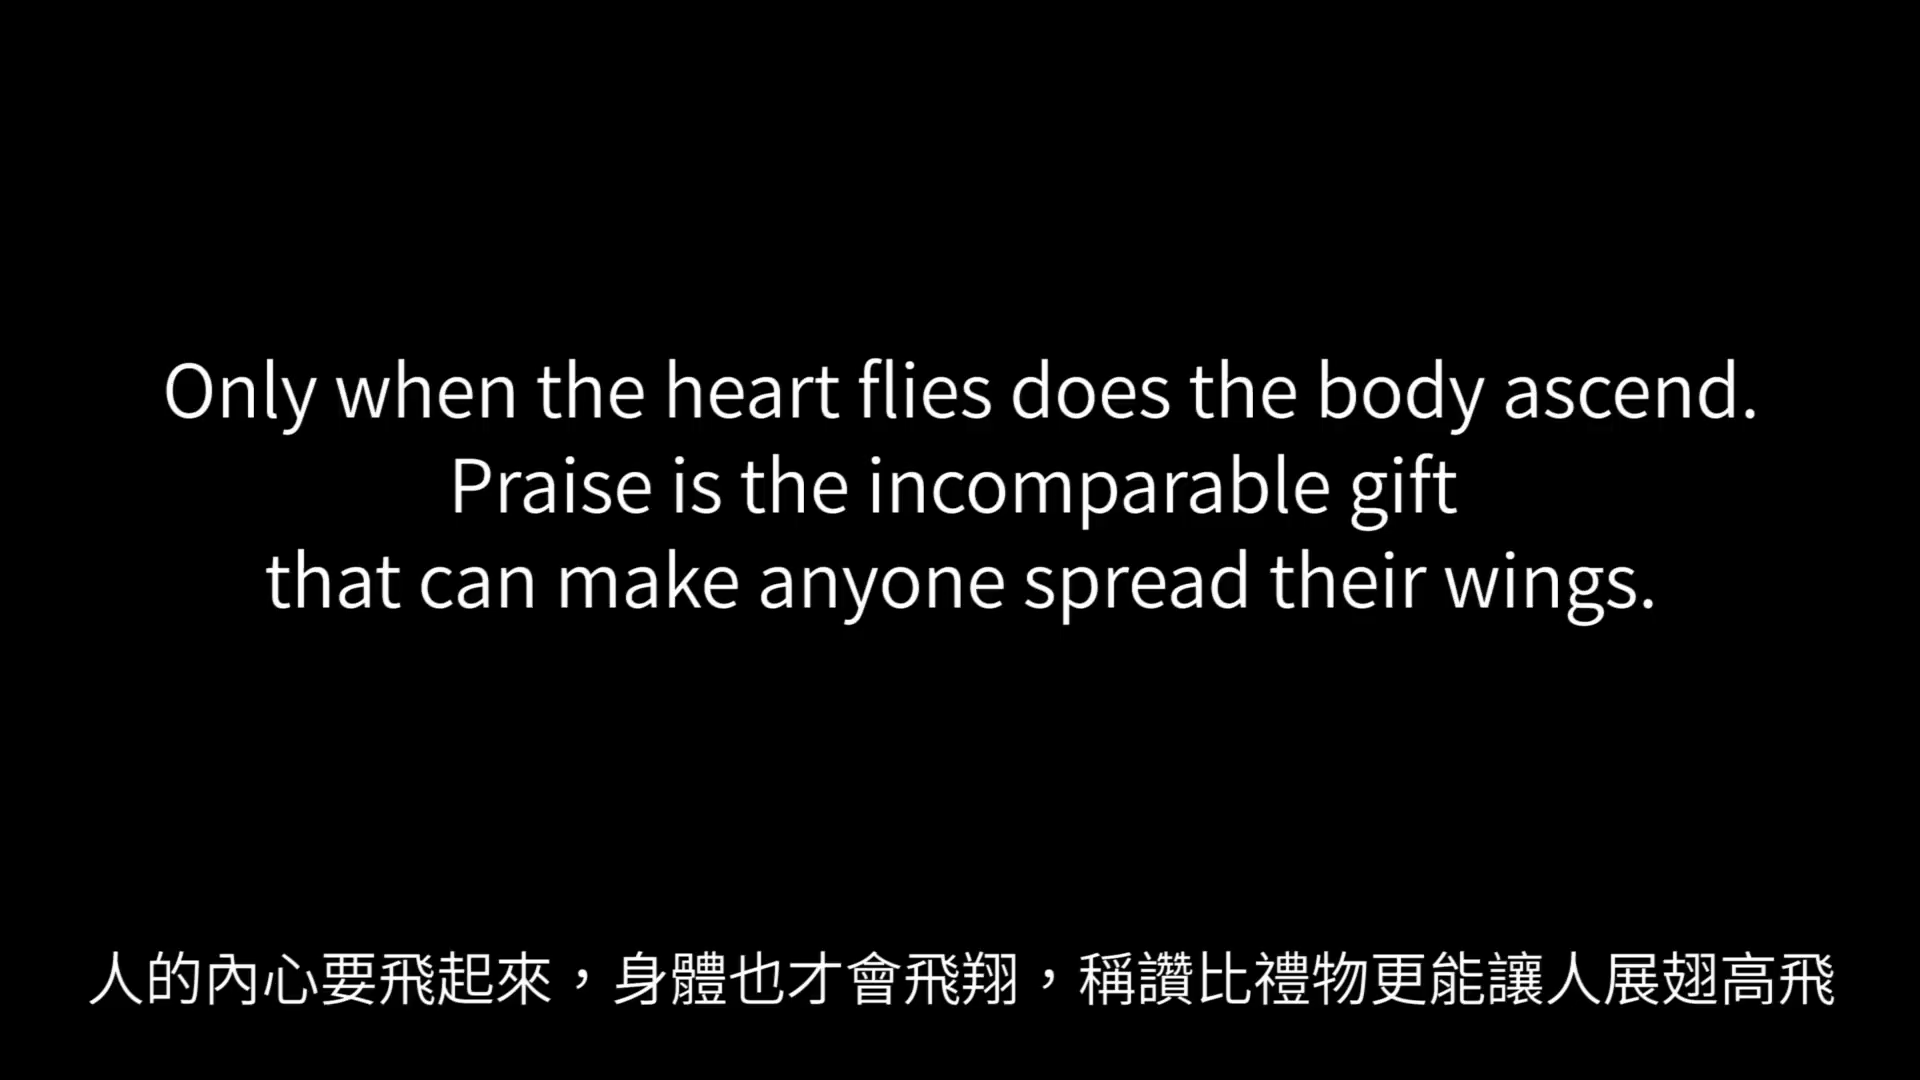 Only when the heart flies does the body ascend.
Praise is the incomparable gift
that can make anyone spread their wings.
人的內心要飛起來，身體也才會飛翔，稱讚比禮物更能讓人展翅高飛